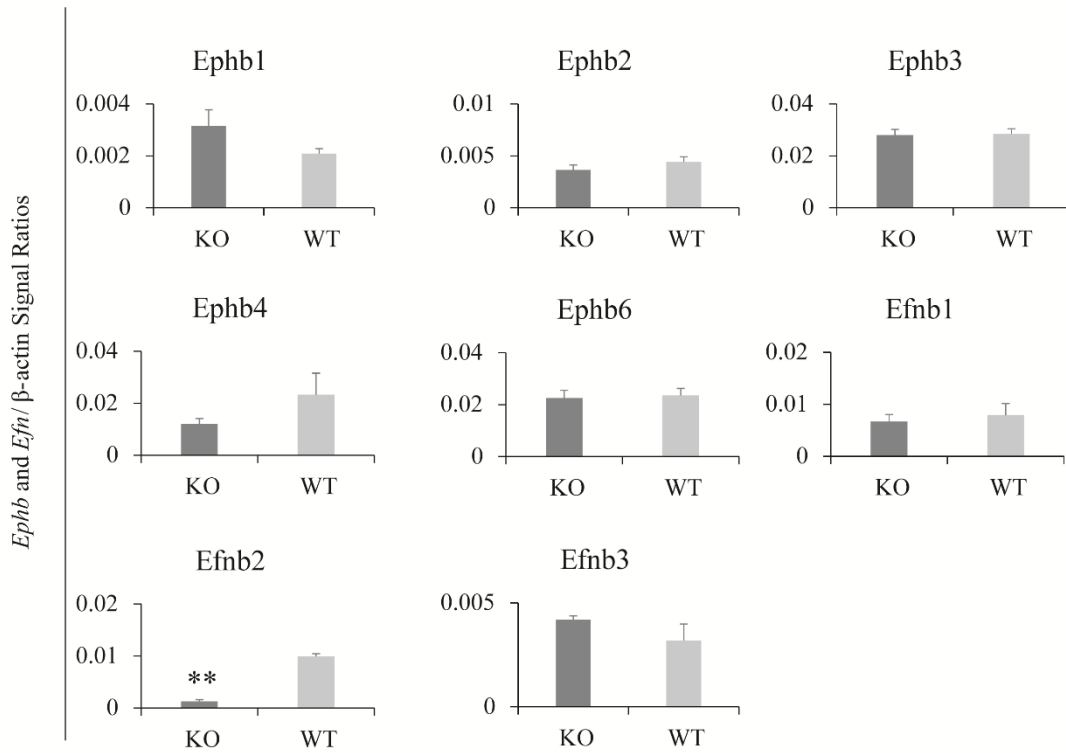 Ephb and Efn/ β-actin Signal Ratios
Ephb1
0.004
0.002
0
KO WT
Ephb2
0.01
0.005
0
KO WT
Ephb3
0.04
0.02
0
KO WT
Ephb4
0.04
0.02
0
KO WT
Ephb6
0.04
0.02
0
KO WT
Efnb1
0.02
0.01
0
KO WT
Efnb2
0.02
0.01
0
**
KO WT
Efnb3
0.005
0
KO WT